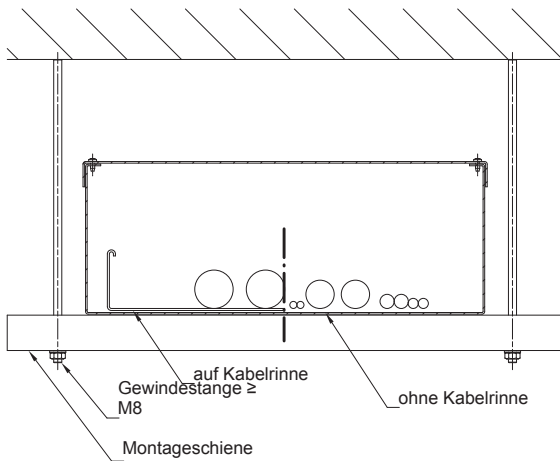 auf Kabelrinne
Gewindestange ≥
M8
ohne Kabelrinne
Montageschiene